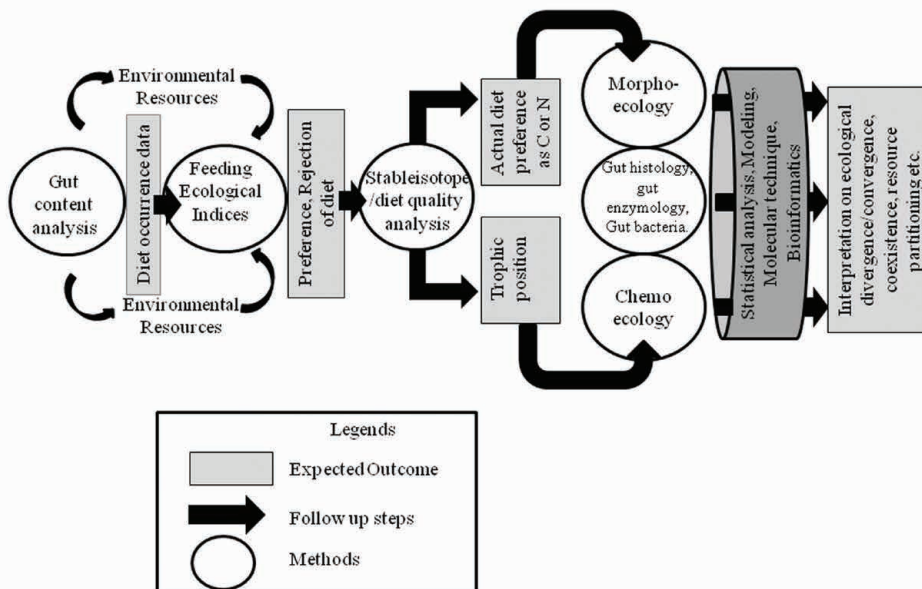 Environmental
Resources
Gut
content
analysis
Diet occurrence data
Feeding
Ecological
Indices
Environmental
Resources
Preference, Rejection
of diet
Stableisotope
/diet quality
analysis
Actual diet
preference
as C or N
Trophic
position
Morpho-
ecology
Gut histology,
gut
enzymology,
Gut bacteria.
Chemo
ecology
Statistical analysis, Modeling,
Molecular technique,
Bioinformatics
Interpretation on ecological
divergence/convergence,
coexistence, resource
partitioning etc.
Legends
Expected Outcome
Follow up steps
Methods